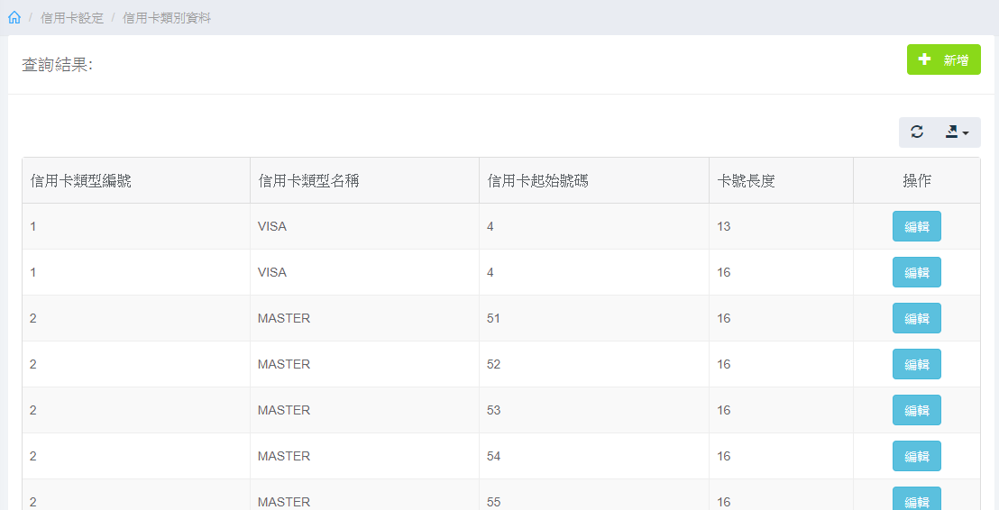 信用卡設定 / 信用卡類別資料
查詢結果:
新增
信用卡類型編號 信用卡類型名稱 信用卡起始號碼 卡號長度 操作
1 VISA 4 13 編輯
1 VISA 4 16 編輯
2 MASTER 51 16 編輯
2 MASTER 52 16 編輯
2 MASTER 53 16 編輯
2 MASTER 54 16 編輯
2 MASTER 55 16 編輯